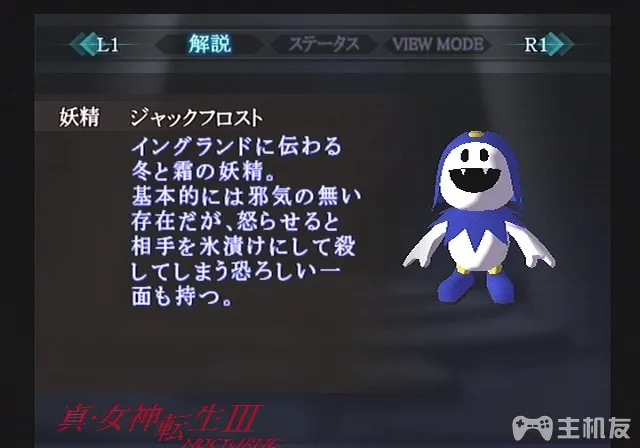 L1 解説 ステータス VIEW MODE R1
妖精 ジャックフロスト
イングランドに伝わる
冬と霜の妖精。
基本的には邪気の無い
存在だが、怒らせると
相手を氷漬けにして殺
してしまう恐ろしい一
面も持つ。
真・女神転生III
NOCTURNE
主机友